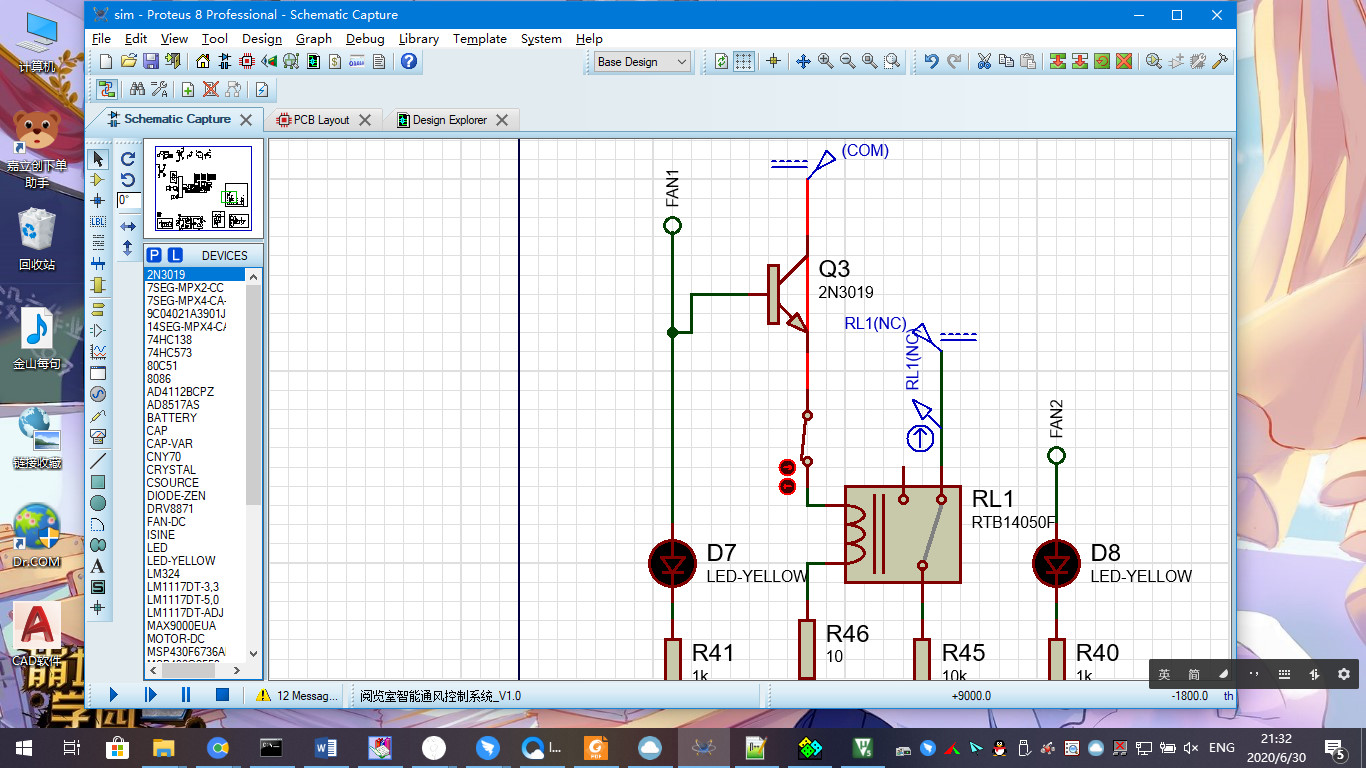 sim - Proteus 8 Professional - Schematic Capture
File Edit View Tool Design Graph Debug Library Template System Help
Base Design
Schematic Capture
PCB Layout
Design Explorer
计算机
嘉立创下单
助手
回收站
金山每句
链接收藏
Dr.COM
CAD软件
0°
LBL
P L DEVICES
2N3019
7SEG-MPX2-CC
7SEG-MPX4-CA-
9C04021A3901J
14SEG-MPX4-CA
74HC138
74HC573
80C51
8086
AD4112BCPZ
AD8517AS
BATTERY
CAP
CAP-VAR
CNY70
CRYSTAL
CSOURCE
DIODE-ZEN
DRV8871
FAN-DC
ISINE
LED
LED-YELLOW
LM324
LM1117DT-3,3
LM1117DT-5,0
LM1117DT-ADJ
MAX9000EUA
MOTOR-DC
MSP430F6736A
A
(COM)
FAN1
Q3
2N3019
RL1(NC)
RL1(NC)
FAN2
RL1
RTB14050F
D7
LED-YELLOW
D8
LED-YELLOW
R41
1k
R46
10
R45
10k
R40
1k
英 简
12 Messag...
阅览室智能通风控制系统_V1.0
+9000.0
-1800.0
th
I...
ENG
21:32
2020/6/30
5